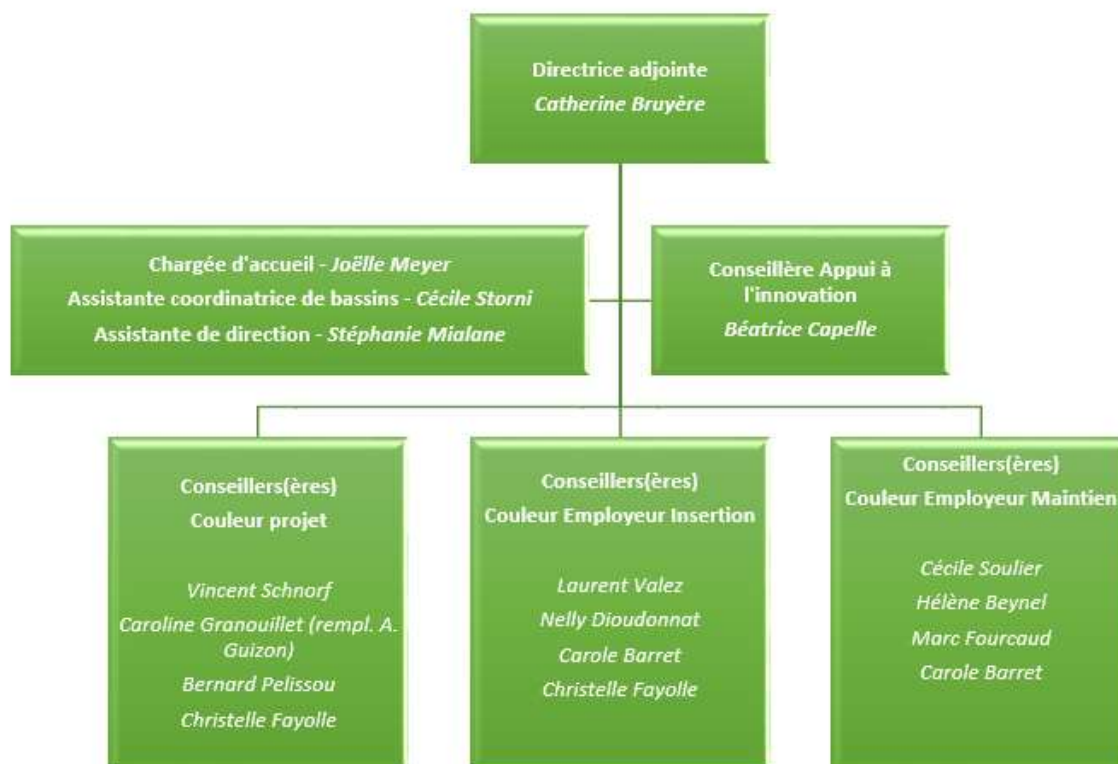 Directrice adjointe
Catherine Bruyère
Chargée d'accueil - Joëlle Meyer
Assistante coordinatrice de bassins - Cécile Storni
Assistante de direction - Stéphanie Mialane
Conseillère Appui à
l'innovation
Béatrice Capelle
Conseillers(ères)
Couleur projet
Vincent Schnorf
Caroline Granouillet (rempl. A.
Guizon)
Bernard Pelissou
Christelle Fayolle
Conseillers(ères)
Couleur Employeur Insertion
Laurent Valez
Nelly Dioudonnat
Carole Barret
Christelle Fayolle
Conseillers(ères)
Couleur Employeur Maintien
Cécile Soulier
Hélène Beynel
Marc Fourcaud
Carole Barret